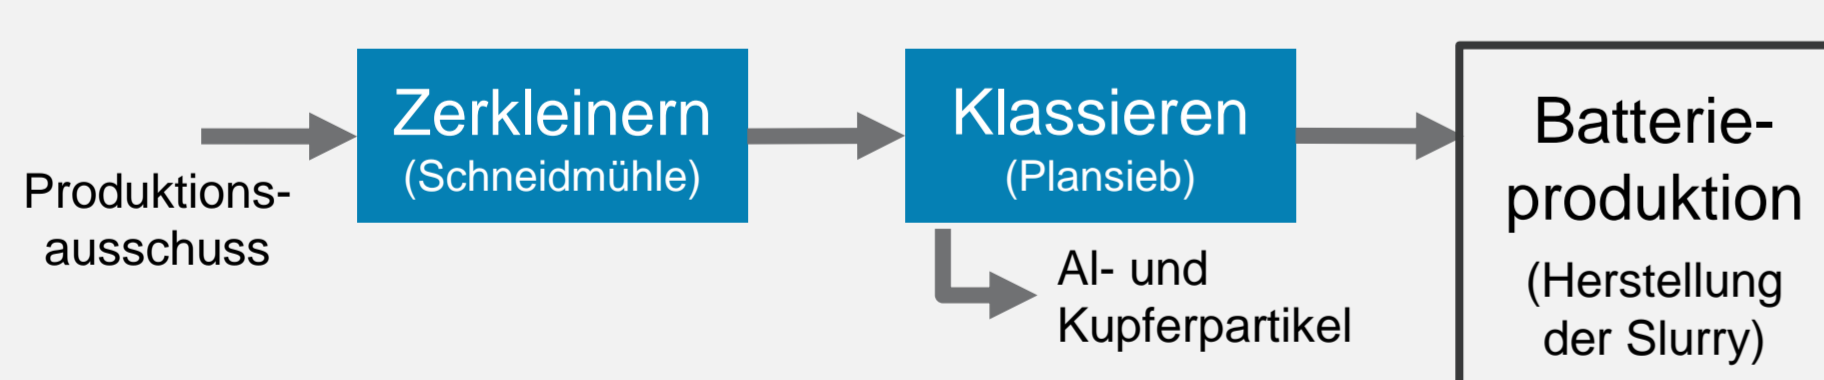 Produktions-
ausschuss
Zerkleinern
(Schneidmühle)
Klassieren
(Plansieb)
Al- und
Kupferpartikel
Batterie-
produktion
(Herstellung
der Slurry)